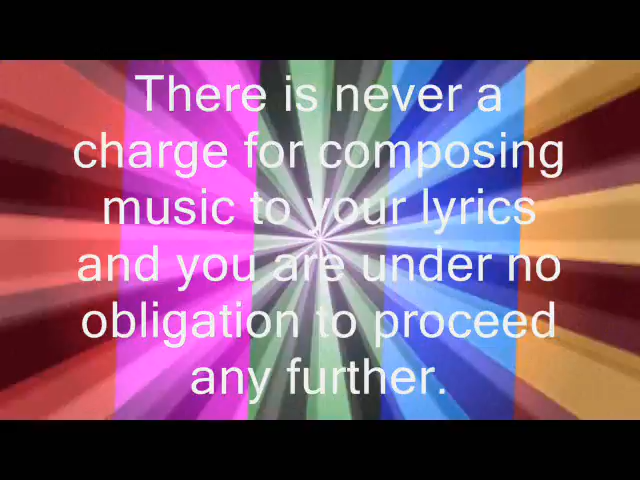 There is never a
charge for composing
music to your lyrics
and you are under no
obligation to proceed
any further.